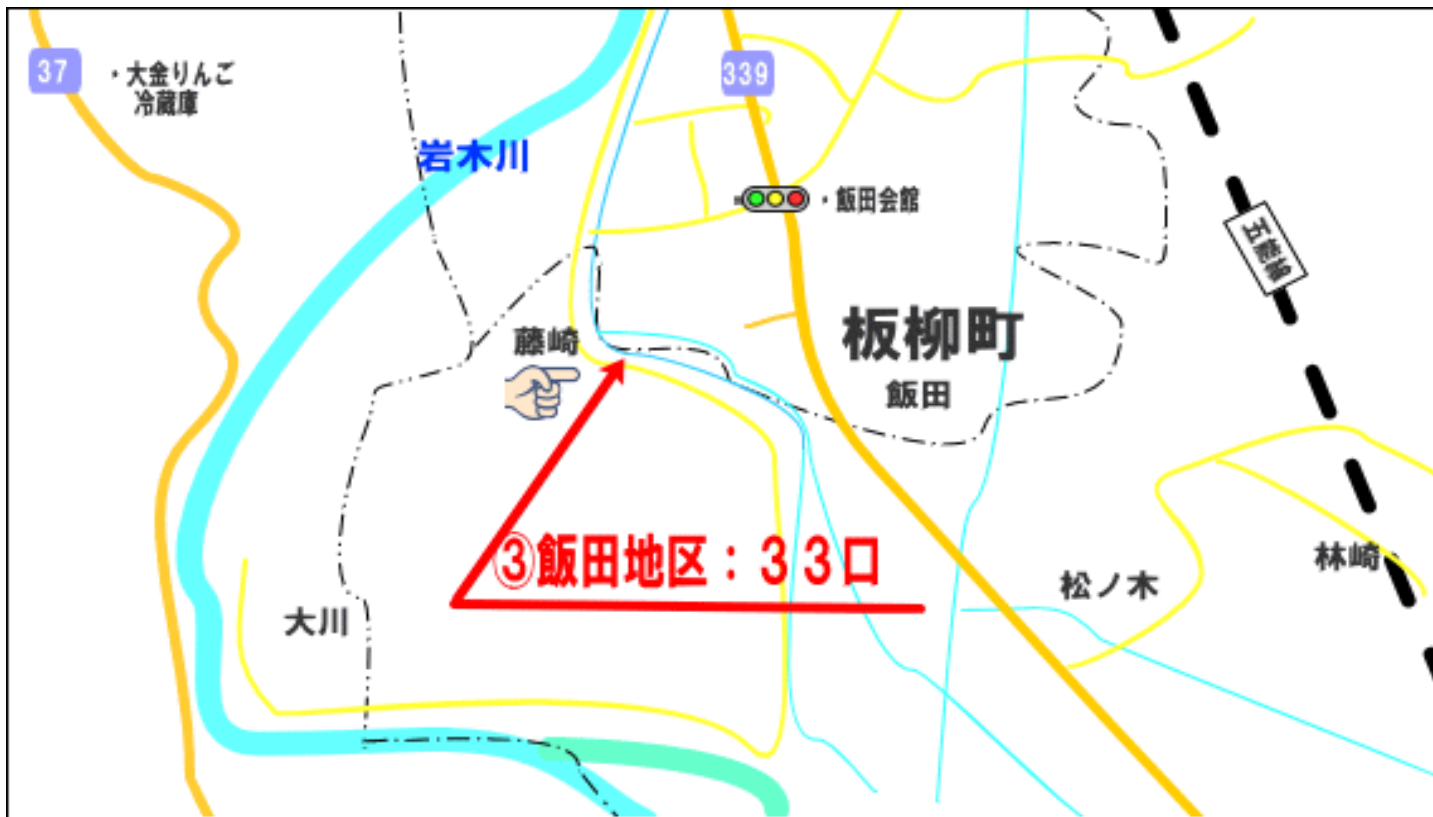 37
・大金りんご
冷蔵庫
339
岩木川
・飯田会館
五能線
藤崎
板柳町
飯田
③飯田地区：３３口
松ノ木
林崎
大川